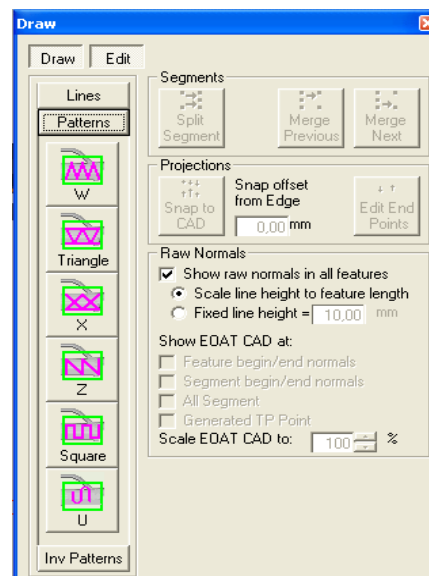 Draw
Draw Edit
Lines
Patterns
W
Triangle
X
Z
Square
U
Inv Patterns
Segments
Split Segment
Merge Previous
Merge Next
Projections
Snap to CAD
Snap offset from Edge
0,00 mm
Edit End Points
Raw Normals
Show raw normals in all features
Scale line height to feature length
Fixed line height = 10,00 mm
Show EOAT CAD at:
Feature begin/end normals
Segment begin/end normals
All Segment
Generated TP Point
Scale EOAT CAD to: 100 %